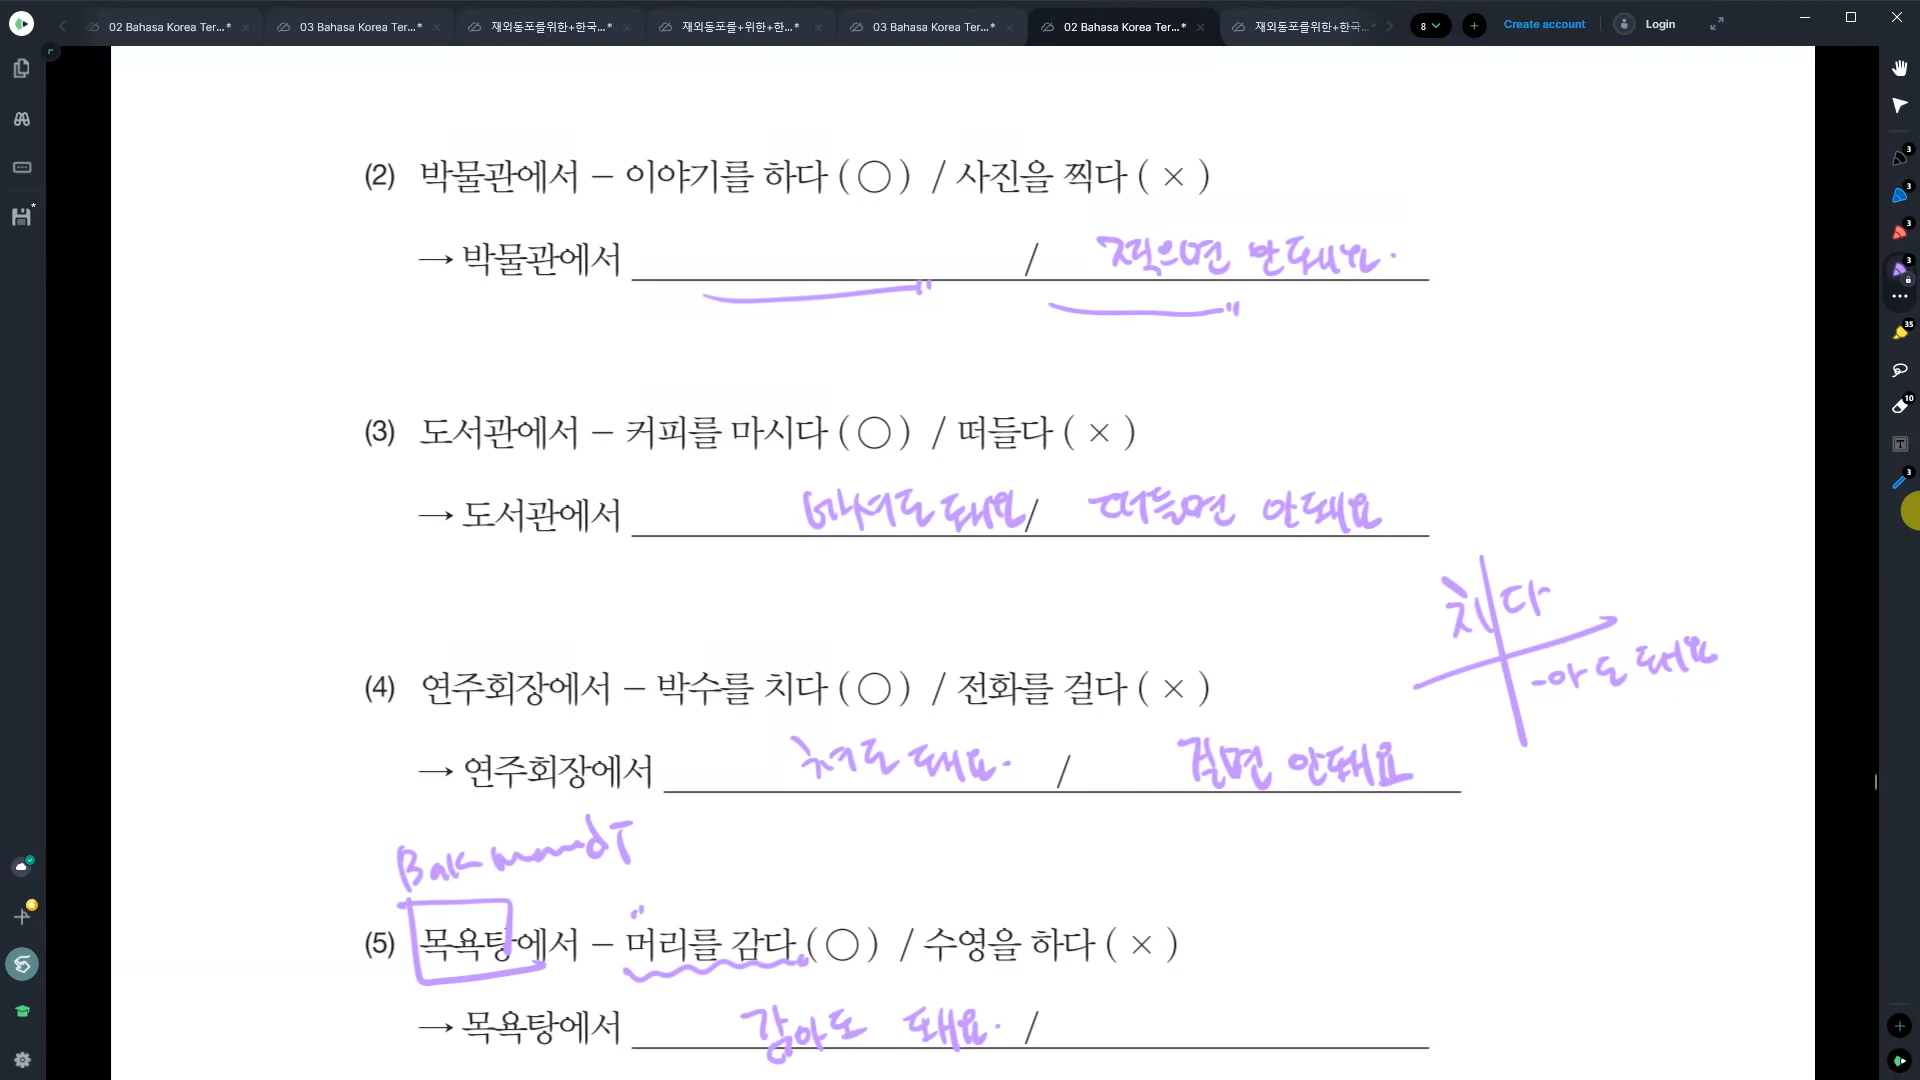 02 Bahasa Korea Ter...*
03 Bahasa Korea Ter...*
재외동포를위한+한국...*
재외동포를+위한+한...*
03 Bahasa Korea Ter...*
02 Bahasa Korea Ter...*
재외동포를위한+한국...*
8
Create account
Login
(2) 박물관에서 – 이야기를 하다 (○) / 사진을 찍다 ( × )
→ 박물관에서 / 찍으면 안돼요.
(3) 도서관에서 – 커피를 마시다 (○) / 떠들다 ( × )
→ 도서관에서 마셔도 돼요 / 떠들면 안돼요
치다
-아도 돼요
(4) 연주회장에서 – 박수를 치다 (○) / 전화를 걸다 ( × )
→ 연주회장에서 쳐도 돼요. / 걸면 안돼요
(5) 목욕탕에서 – 머리를 감다 (○) / 수영을 하다 ( × )
→ 목욕탕에서 감아도 돼요. /
3
3
3
3
35
10
3